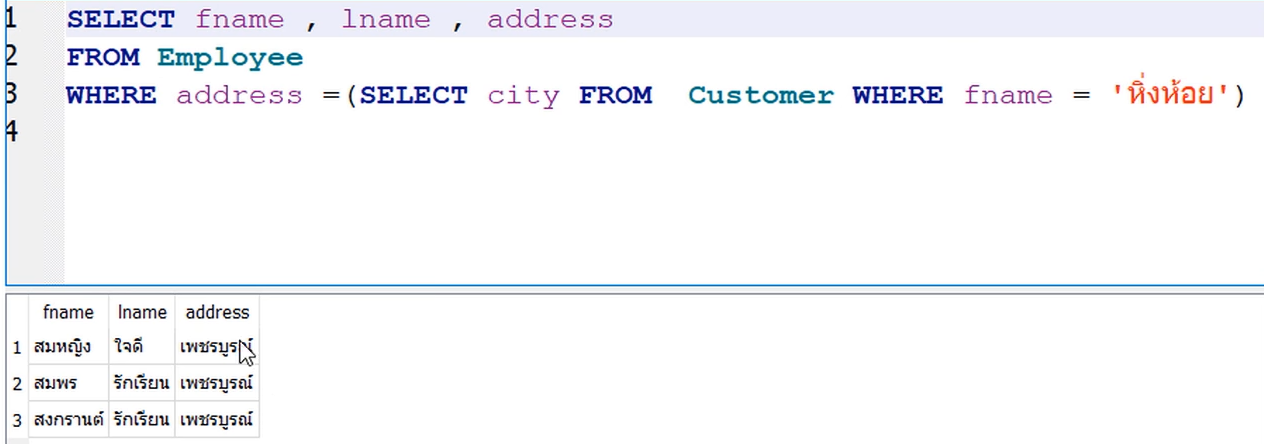 1 SELECT fname , lname , address
2 FROM Employee
3 WHERE address =(SELECT city FROM  Customer WHERE fname = 'หิ่งห้อย')
4
fname lname address
1 สมหญิง ใจดี เพชรบูรณ์
2 สมพร รักเรียน เพชรบูรณ์
3 สงกรานต์ รักเรียน เพชรบูรณ์